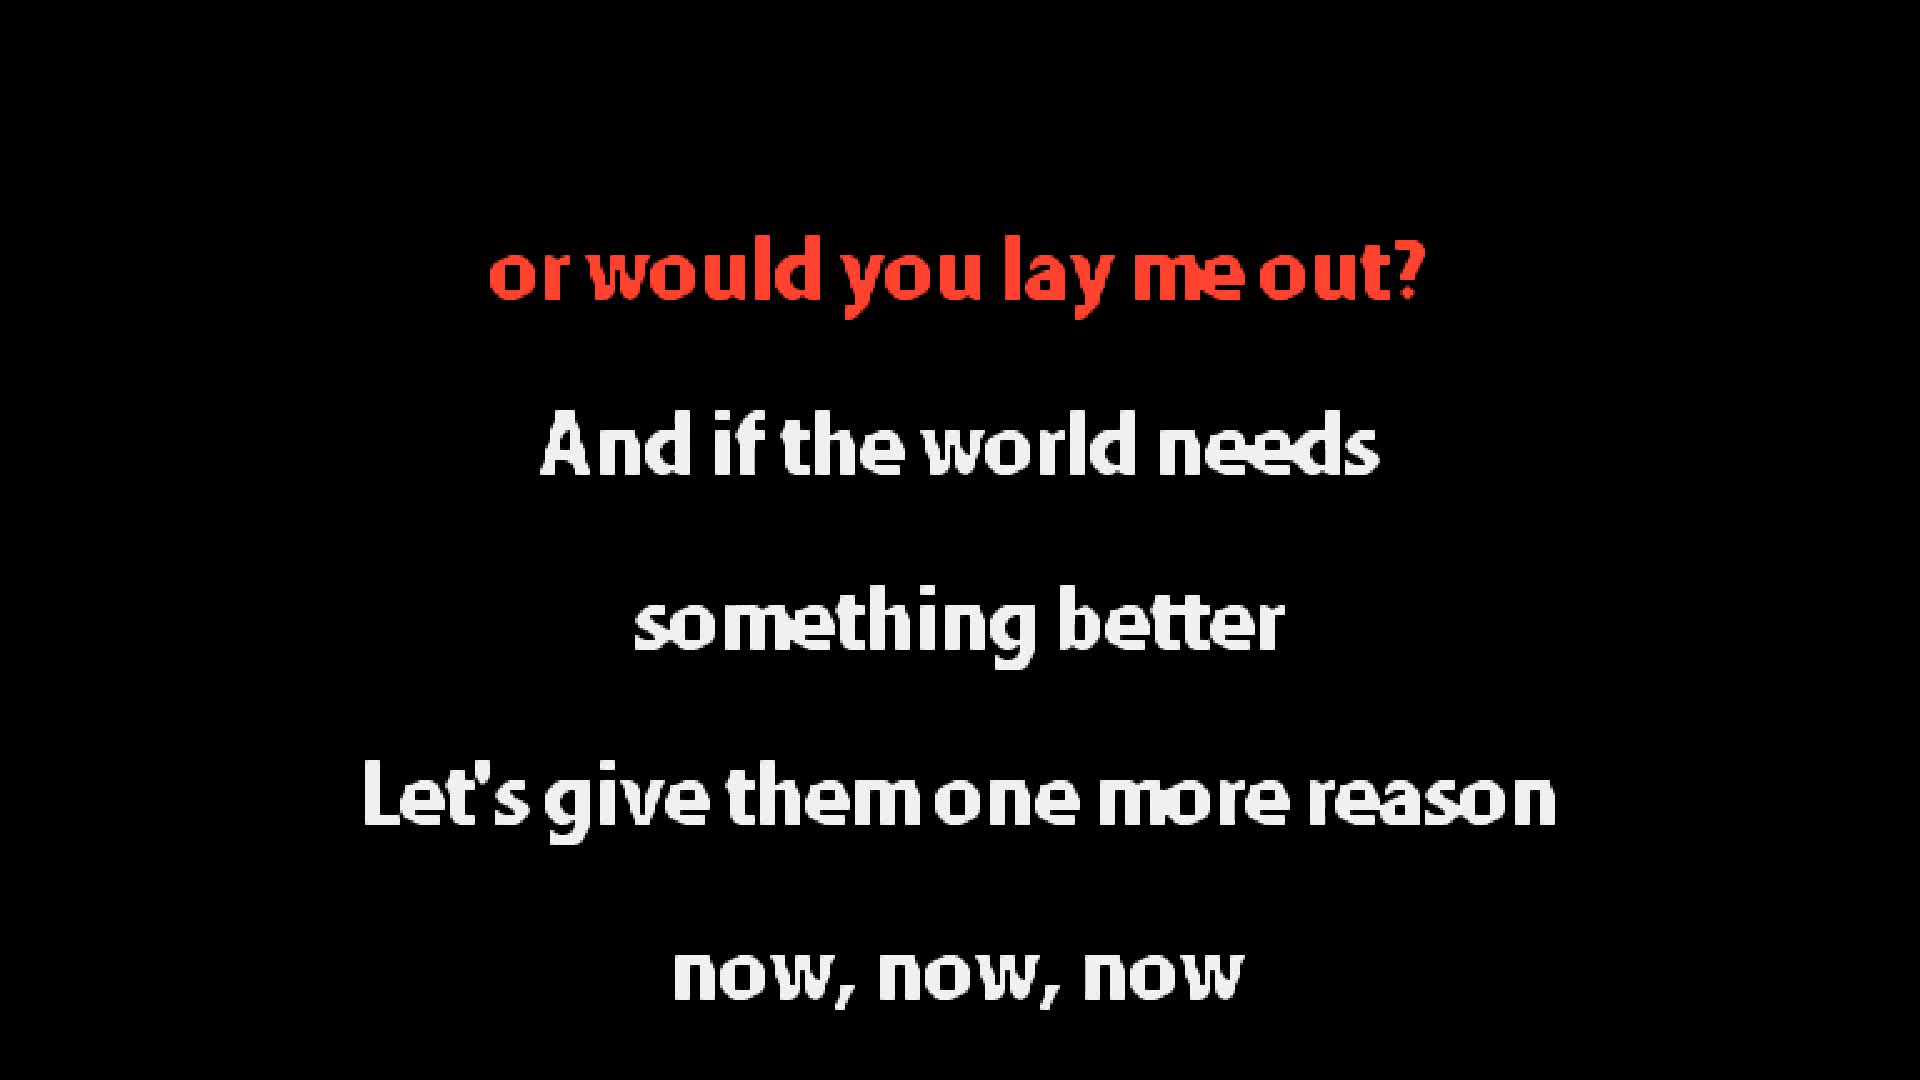 or would you lay me out?
And if the world needs
something better
Let's give them one more reason
now, now, now